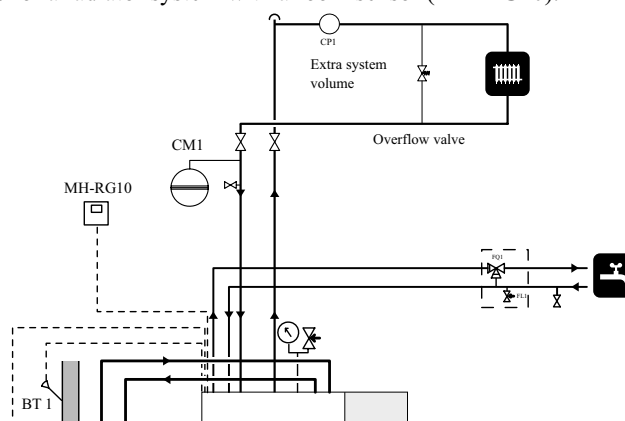 CP1
Extra system
volume
Overflow valve
CM1
MH-RG10
FQ1
FL1
BT 1